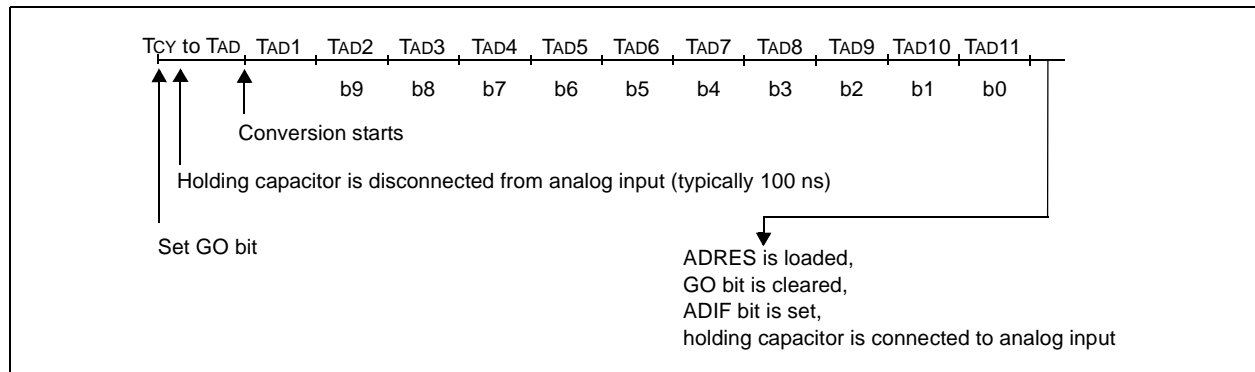 TCY to TAD TAD1 TAD2 TAD3 TAD4 TAD5 TAD6 TAD7 TAD8 TAD9 TAD10 TAD11
b9 b8 b7 b6 b5 b4 b3 b2 b1 b0
Conversion starts
Holding capacitor is disconnected from analog input (typically 100 ns)
Set GO bit
ADRES is loaded,
GO bit is cleared,
ADIF bit is set,
holding capacitor is connected to analog input